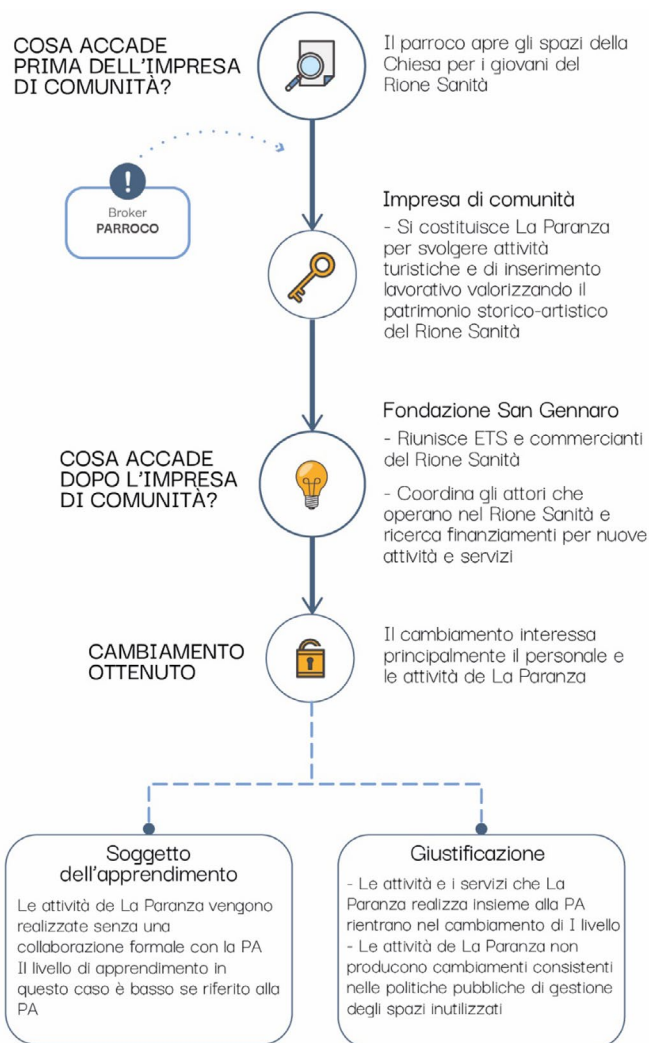 COSA ACCADE
PRIMA DELL'IMPRESA
DI COMUNITÀ?
Il parroco apre gli spazi della
Chiesa per i giovani del
Rione Sanità
!
Broker
PARROCO
Impresa di comunità
- Si costituisce La Paranza
per svolgere attività
turistiche e di inserimento
lavorativo valorizzando il
patrimonio storico-artistico
del Rione Sanità
COSA ACCADE
DOPO L'IMPRESA
DI COMUNITÀ?
Fondazione San Gennaro
- Riunisce ETS e commercianti
del Rione Sanità
- Coordina gli attori che
operano nel Rione Sanità e
ricerca finanziamenti per nuove
attività e servizi
CAMBIAMENTO
OTTENUTO
Il cambiamento interessa
principalmente il personale e
le attività de La Paranza
Soggetto
dell'apprendimento
Le attività de La Paranza vengono
realizzate senza una
collaborazione formale con la PA
Il livello di apprendimento in
questo caso è basso se riferito alla
PA
Giustificazione
- Le attività e i servizi che La
Paranza realizza insieme alla PA
rientrano nel cambiamento di I livello
- Le attività de La Paranza non
producono cambiamenti consistenti
nelle politiche pubbliche di gestione
degli spazi inutilizzati